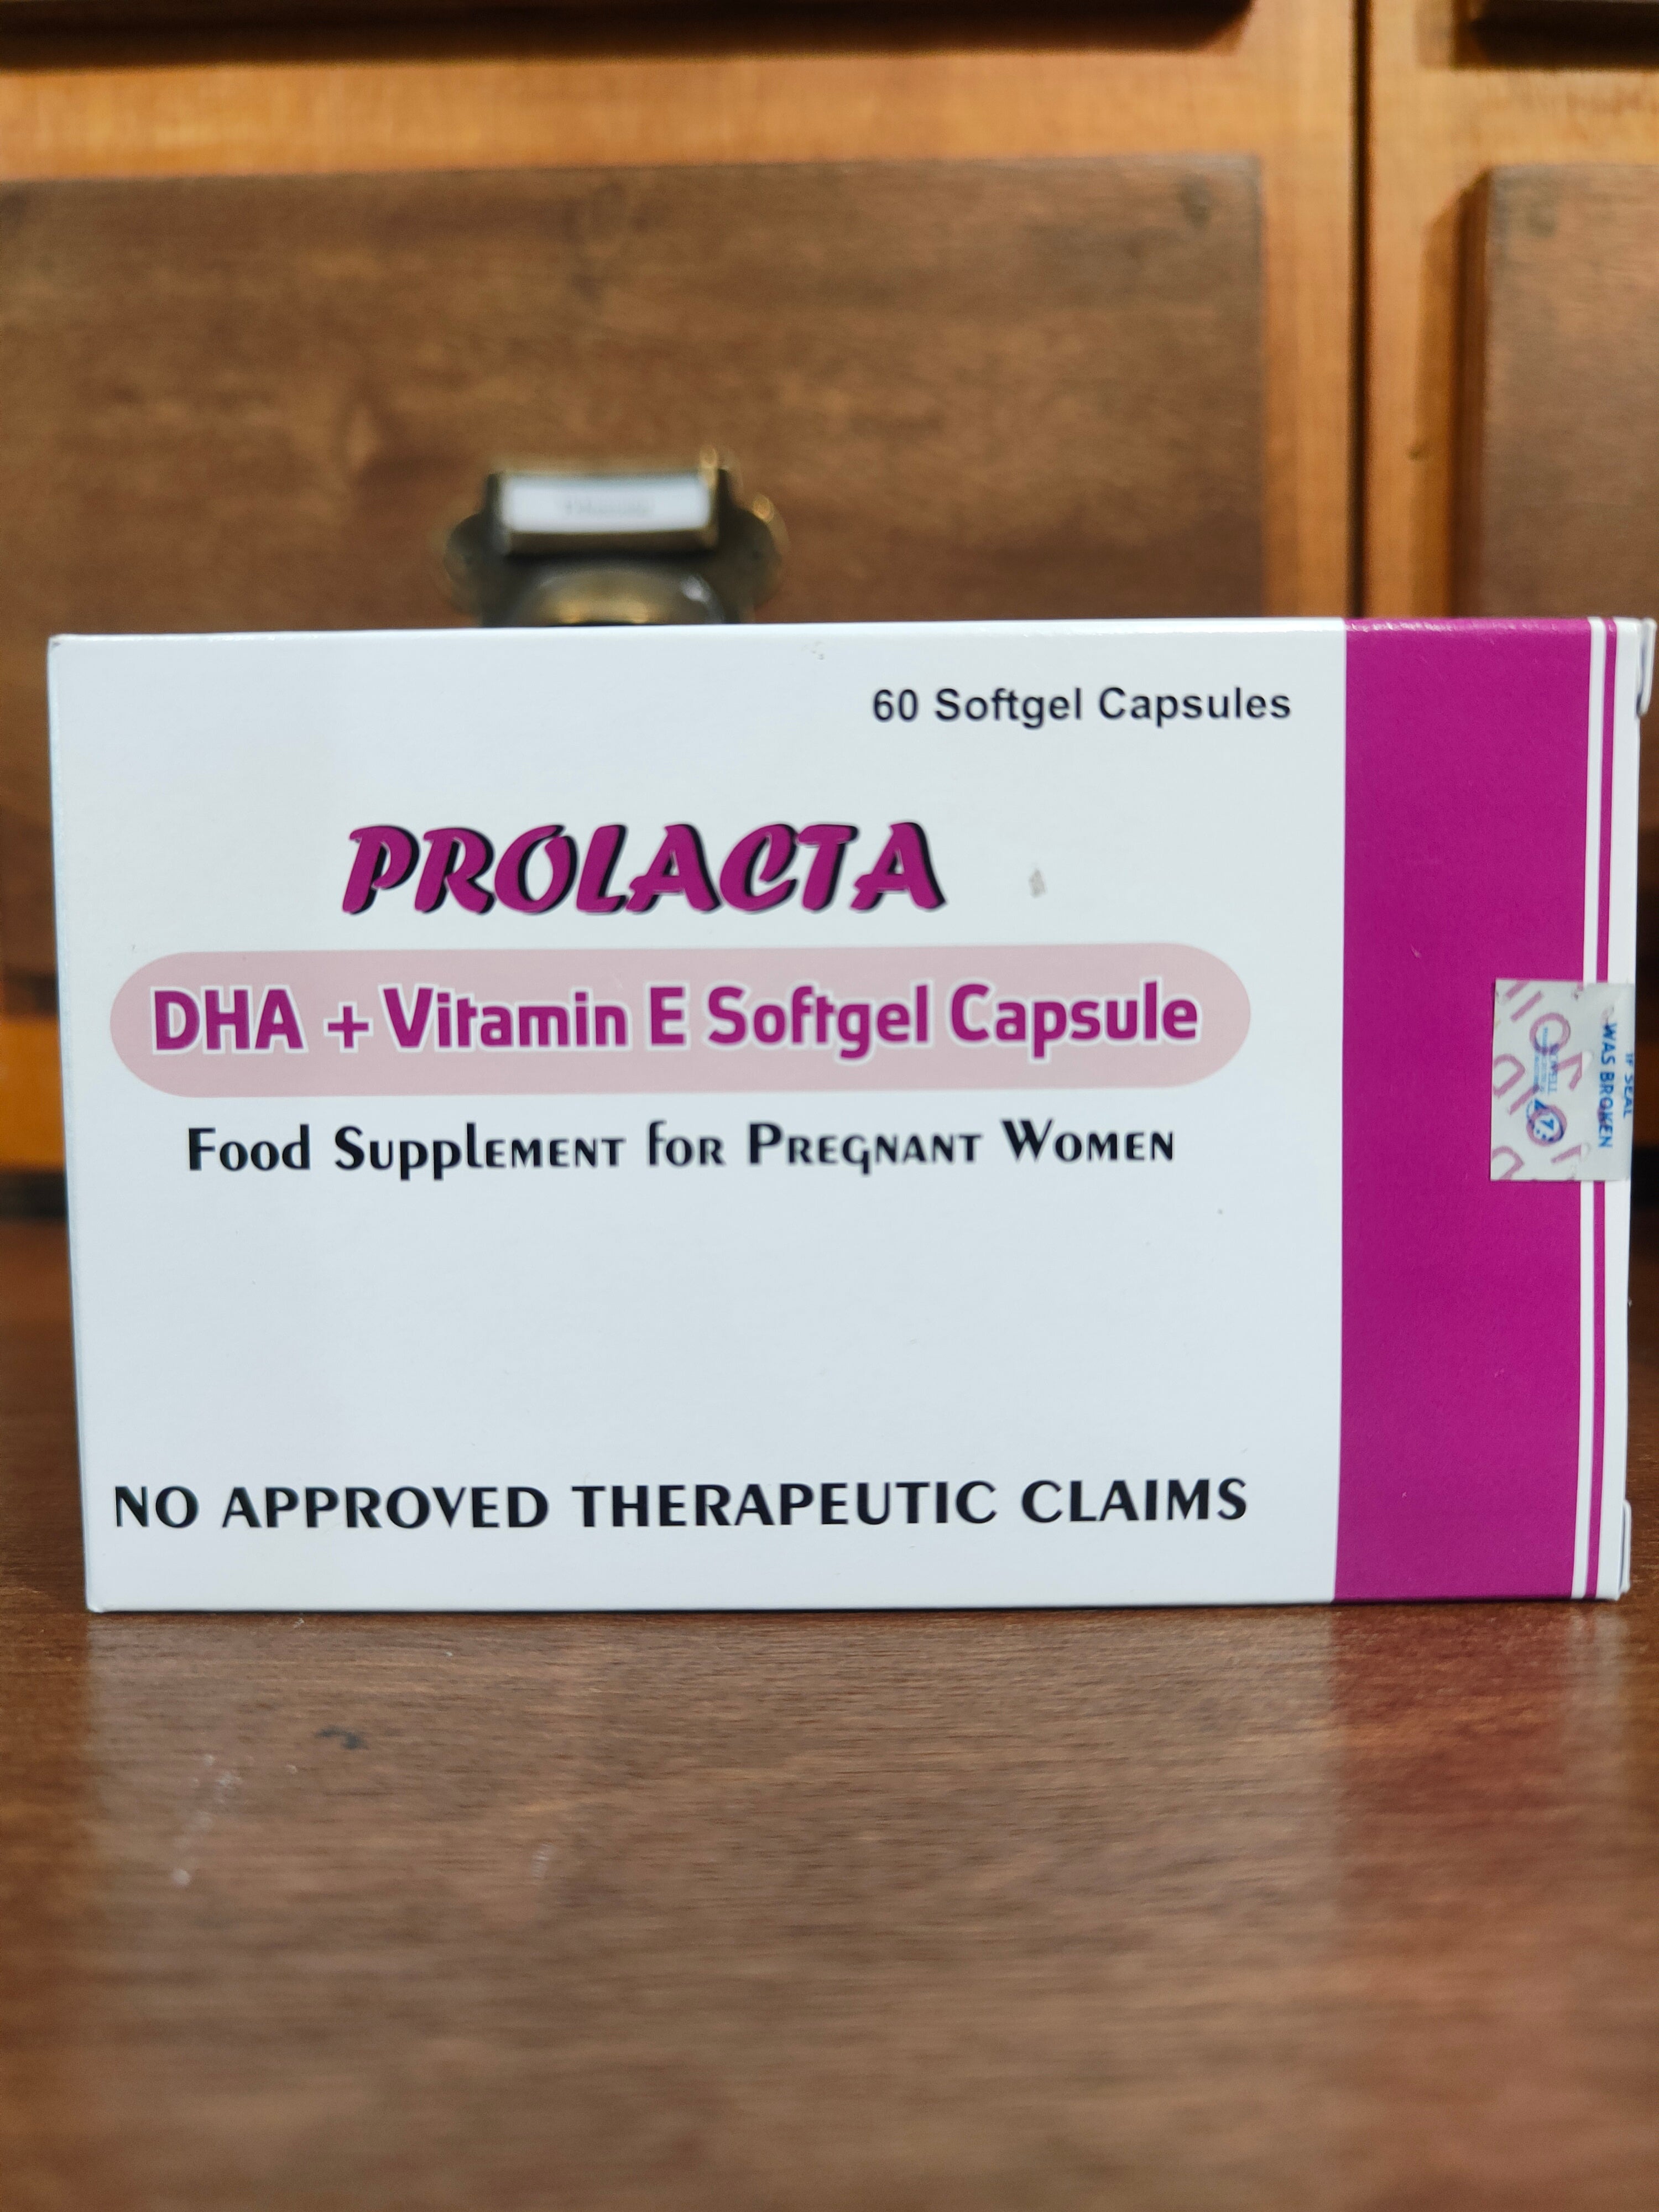 60 Softgel Capsules
PROLACTA
DHA + Vitamin E Softgel Capsule
Food Supplement for Pregnant Women
NO APPROVED THERAPEUTIC CLAIMS
IF SEAL
WAS BROKEN